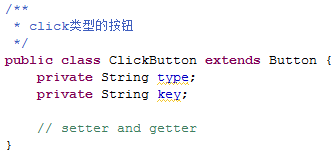 /**
 * click类型的按钮
 */
public class ClickButton extends Button {
    private String type;
    private String key;

    // setter and getter
}